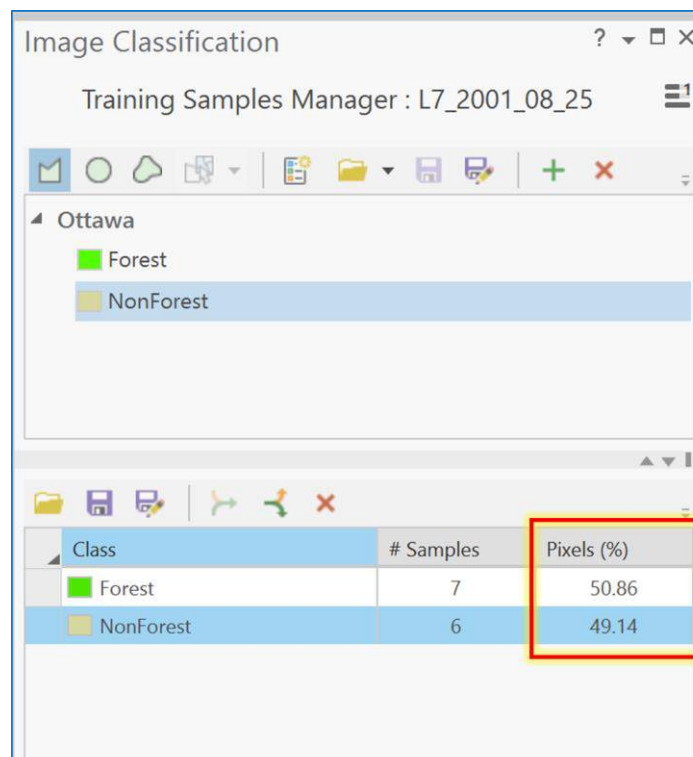 Image Classification
Training Samples Manager : L7_2001_08_25
Ottawa
Forest
NonForest
Class # Samples Pixels (%)
Forest 7 50.86
NonForest 6 49.14